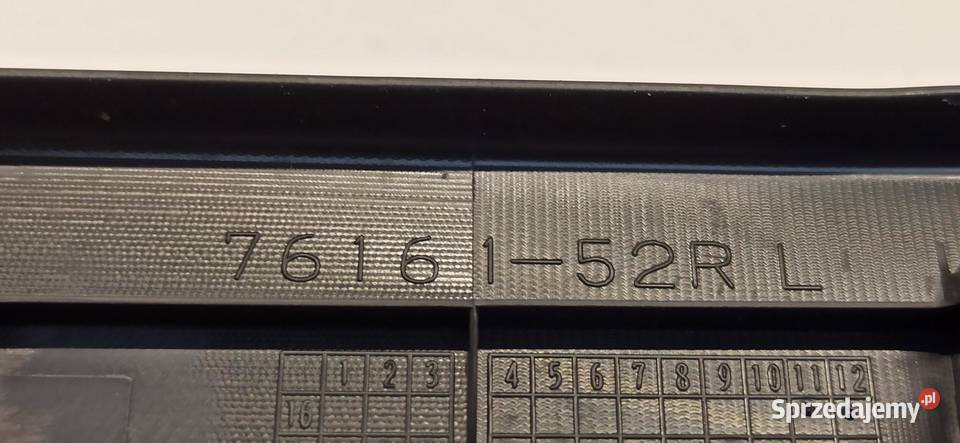 76161-52R L
1 2 3 4 5 6 7 8 9 10 11 12
16
Sprzedajemy.pl